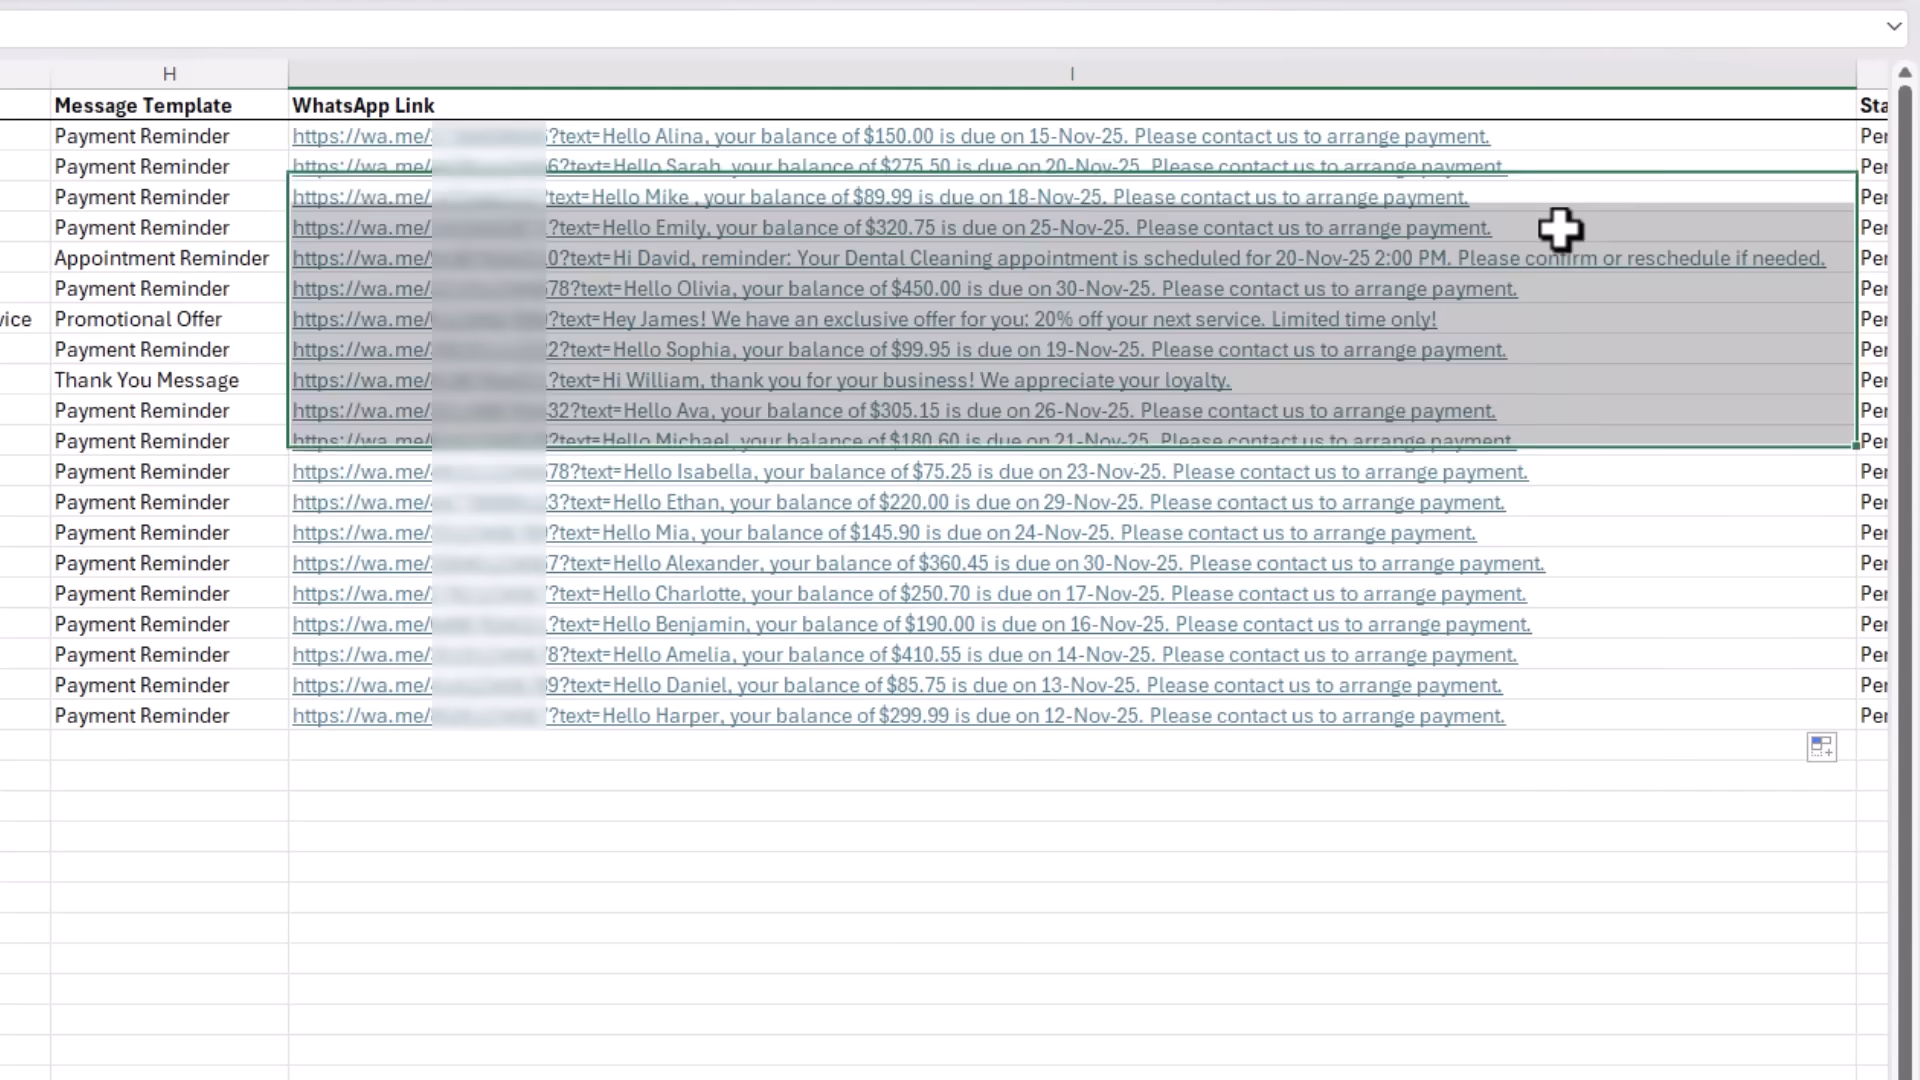 H I
Message Template WhatsApp Link Sta
Payment Reminder https://wa.me/ ?text=Hello Alina, your balance of $150.00 is due on 15-Nov-25. Please contact us to arrange payment. Per
Payment Reminder https://wa.me/ 6?text=Hello Sarah, your balance of $275.50 is due on 20-Nov-25. Please contact us to arrange payment. Per
Payment Reminder https://wa.me/ ?text=Hello Mike , your balance of $89.99 is due on 18-Nov-25. Please contact us to arrange payment. Per
Payment Reminder https://wa.me/ ?text=Hello Emily, your balance of $320.75 is due on 25-Nov-25. Please contact us to arrange payment. Per
Appointment Reminder https://wa.me/ 0?text=Hi David, reminder: Your Dental Cleaning appointment is scheduled for 20-Nov-25 2:00 PM. Please confirm or reschedule if needed. Per
Payment Reminder https://wa.me/ 78?text=Hello Olivia, your balance of $450.00 is due on 30-Nov-25. Please contact us to arrange payment. Per
vice Promotional Offer https://wa.me/ ?text=Hey James! We have an exclusive offer for you: 20% off your next service. Limited time only! Per
Payment Reminder https://wa.me/ 2?text=Hello Sophia, your balance of $99.95 is due on 19-Nov-25. Please contact us to arrange payment. Per
Thank You Message https://wa.me/ ?text=Hi William, thank you for your business! We appreciate your loyalty. Per
Payment Reminder https://wa.me/ 32?text=Hello Ava, your balance of $305.15 is due on 26-Nov-25. Please contact us to arrange payment. Per
Payment Reminder https://wa.me/ ?text=Hello Michael, your balance of $180.60 is due on 21-Nov-25. Please contact us to arrange payment. Per
Payment Reminder https://wa.me/ 78?text=Hello Isabella, your balance of $75.25 is due on 23-Nov-25. Please contact us to arrange payment. Per
Payment Reminder https://wa.me/ 3?text=Hello Ethan, your balance of $220.00 is due on 29-Nov-25. Please contact us to arrange payment. Per
Payment Reminder https://wa.me/ ?text=Hello Mia, your balance of $145.90 is due on 24-Nov-25. Please contact us to arrange payment. Per
Payment Reminder https://wa.me/ 7?text=Hello Alexander, your balance of $360.45 is due on 30-Nov-25. Please contact us to arrange payment. Per
Payment Reminder https://wa.me/ ?text=Hello Charlotte, your balance of $250.70 is due on 17-Nov-25. Please contact us to arrange payment. Per
Payment Reminder https://wa.me/ ?text=Hello Benjamin, your balance of $190.00 is due on 16-Nov-25. Please contact us to arrange payment. Per
Payment Reminder https://wa.me/ 8?text=Hello Amelia, your balance of $410.55 is due on 14-Nov-25. Please contact us to arrange payment. Per
Payment Reminder https://wa.me/ 9?text=Hello Daniel, your balance of $85.75 is due on 13-Nov-25. Please contact us to arrange payment. Per
Payment Reminder https://wa.me/ ?text=Hello Harper, your balance of $299.99 is due on 12-Nov-25. Please contact us to arrange payment. Per